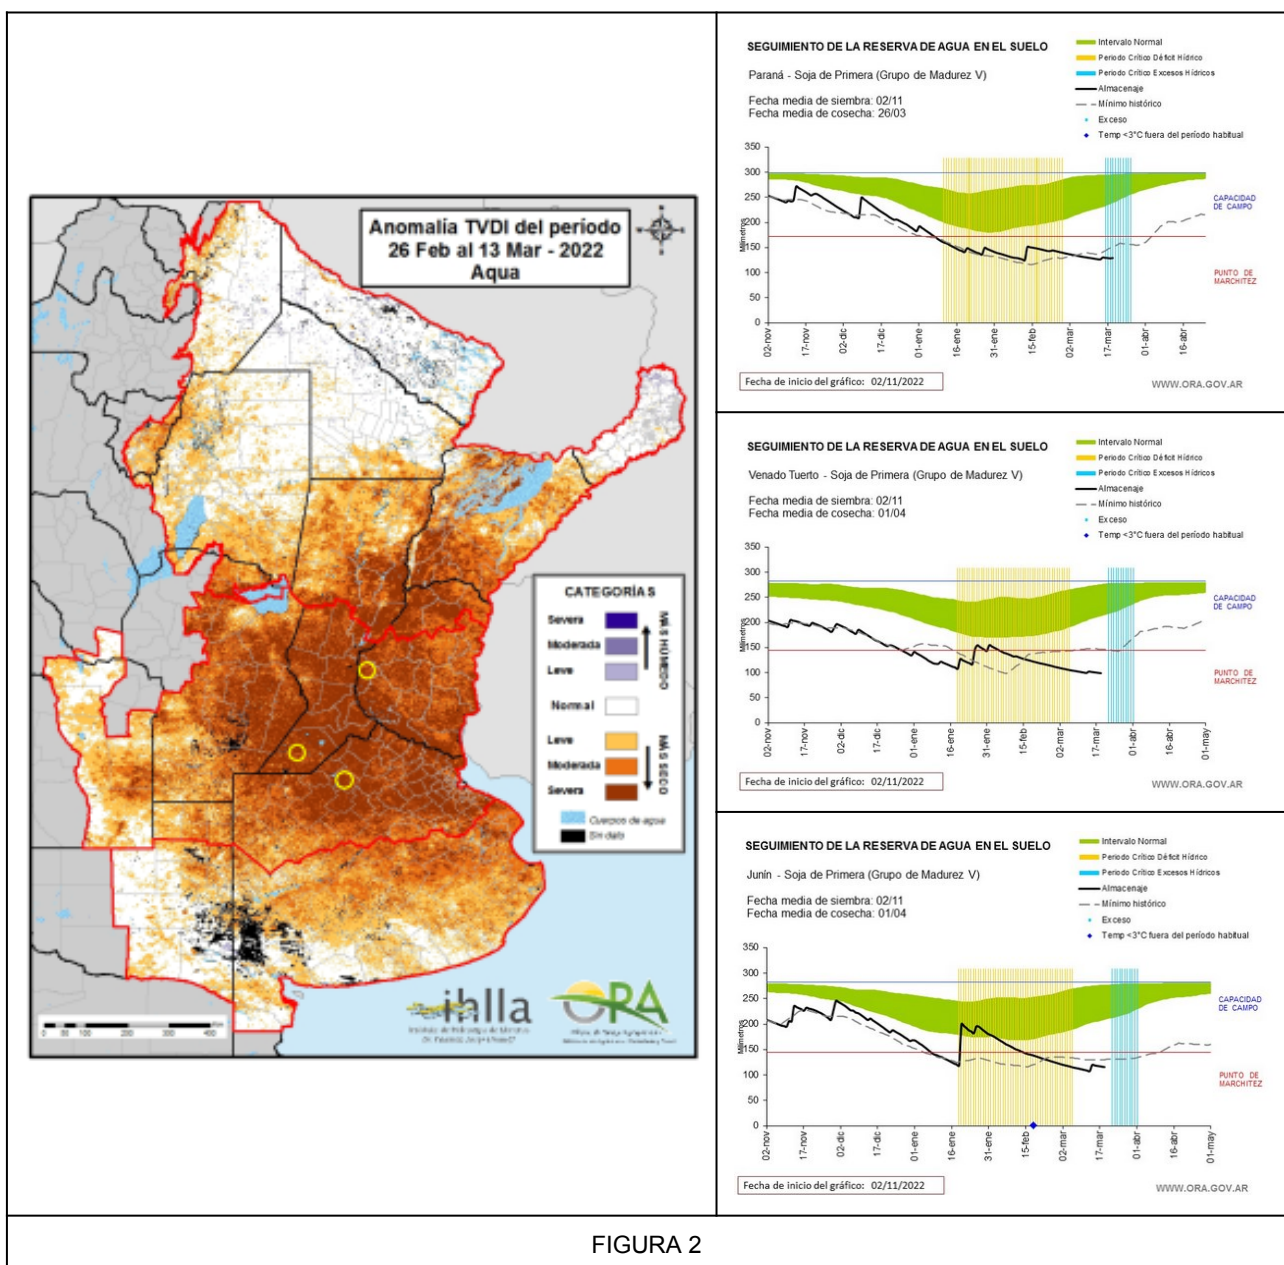 Anomalía TVDI del período
26 Feb al 13 Mar - 2022
Aqua
CATEGORÍAS
Severa
Moderada
Leve
Normal
Leve
Moderada
Severa
MÁS HÚMEDO
MÁS SECO
Cuerpos de agua
Sin dato
0 50 100 200 300 400
ihlla
ORA
SEGUIMIENTO DE LA RESERVA DE AGUA EN EL SUELO
Paraná - Soja de Primera (Grupo de Madurez V)
Fecha media de siembra: 02/11
Fecha media de cosecha: 26/03
Intervalo Normal
Periodo Crítico Déficit Hídrico
Periodo Crítico Excesos Hídricos
Almacenaje
Mínimo histórico
Exceso
Temp <3°C fuera del período habitual
350
300
250
200
150
100
50
0
Milímetros
CAPACIDAD
DE CAMPO
PUNTO DE
MARCHITEZ
02-nov
17-nov
02-dic
17-dic
01-ene
16-ene
31-ene
15-feb
02-mar
17-mar
01-abr
16-abr
Fecha de inicio del gráfico: 02/11/2022
WWW.ORA.GOV.AR
SEGUIMIENTO DE LA RESERVA DE AGUA EN EL SUELO
Venado Tuerto - Soja de Primera (Grupo de Madurez V)
Fecha media de siembra: 02/11
Fecha media de cosecha: 01/04
Intervalo Normal
Periodo Crítico Déficit Hídrico
Periodo Crítico Excesos Hídricos
Almacenaje
Mínimo histórico
Exceso
Temp <3°C fuera del período habitual
350
300
250
200
150
100
50
0
Milímetros
CAPACIDAD
DE CAMPO
PUNTO DE
MARCHITEZ
02-nov
17-nov
02-dic
17-dic
01-ene
16-ene
31-ene
15-feb
02-mar
17-mar
01-abr
16-abr
01-may
Fecha de inicio del gráfico: 02/11/2022
WWW.ORA.GOV.AR
SEGUIMIENTO DE LA RESERVA DE AGUA EN EL SUELO
Junín - Soja de Primera (Grupo de Madurez V)
Fecha media de siembra: 02/11
Fecha media de cosecha: 01/04
Intervalo Normal
Periodo Crítico Déficit Hídrico
Periodo Crítico Excesos Hídricos
Almacenaje
Mínimo histórico
Exceso
Temp <3°C fuera del período habitual
350
300
250
200
150
100
50
0
Milímetros
CAPACIDAD
DE CAMPO
PUNTO DE
MARCHITEZ
02-nov
17-nov
02-dic
17-dic
01-ene
16-ene
31-ene
15-feb
02-mar
17-mar
01-abr
16-abr
01-may
Fecha de inicio del gráfico: 02/11/2022
WWW.ORA.GOV.AR
FIGURA 2